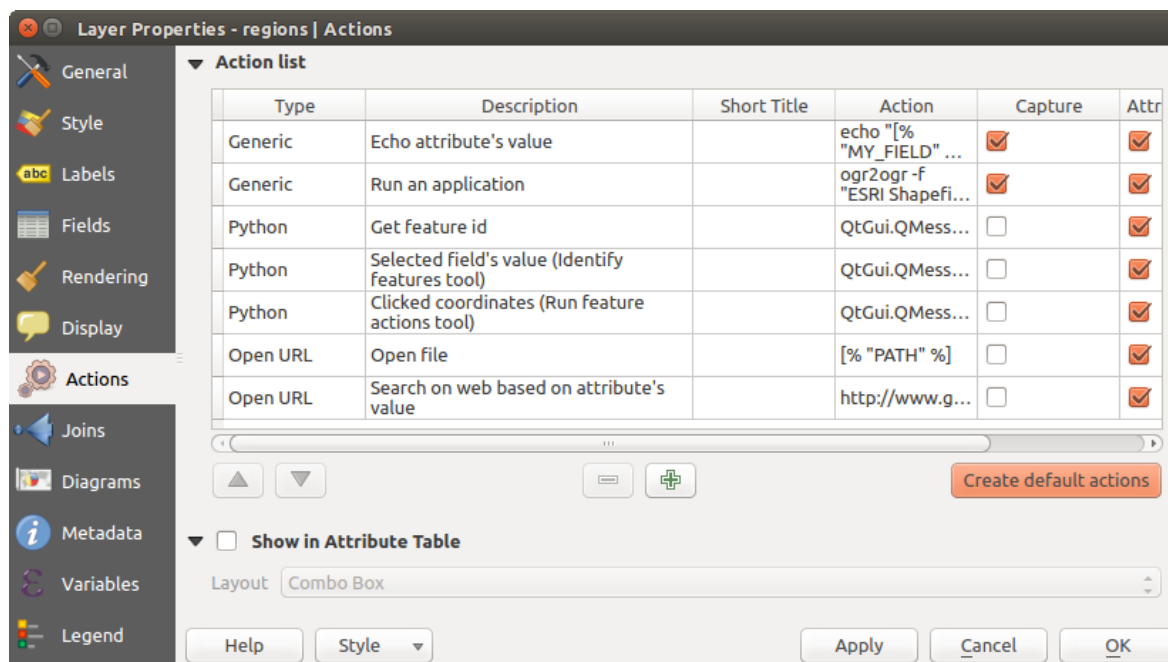 Layer Properties - regions | Actions
General
Style
Labels
Fields
Rendering
Display
Actions
Joins
Diagrams
Metadata
Variables
Legend
Action list
Type Description Short Title Action Capture Attr
Generic Echo attribute's value echo "[%
"MY_FIELD" ...
Generic Run an application ogr2ogr -f
"ESRI Shapefi...
Python Get feature id QtGui.QMess...
Python Selected field's value (Identify
features tool) QtGui.QMess...
Python Clicked coordinates (Run feature
actions tool) QtGui.QMess...
Open URL Open file [% "PATH" %]
Open URL Search on web based on attribute's
value http://www.g...
Create default actions
Show in Attribute Table
Layout Combo Box
Help Style Apply Cancel OK
abc